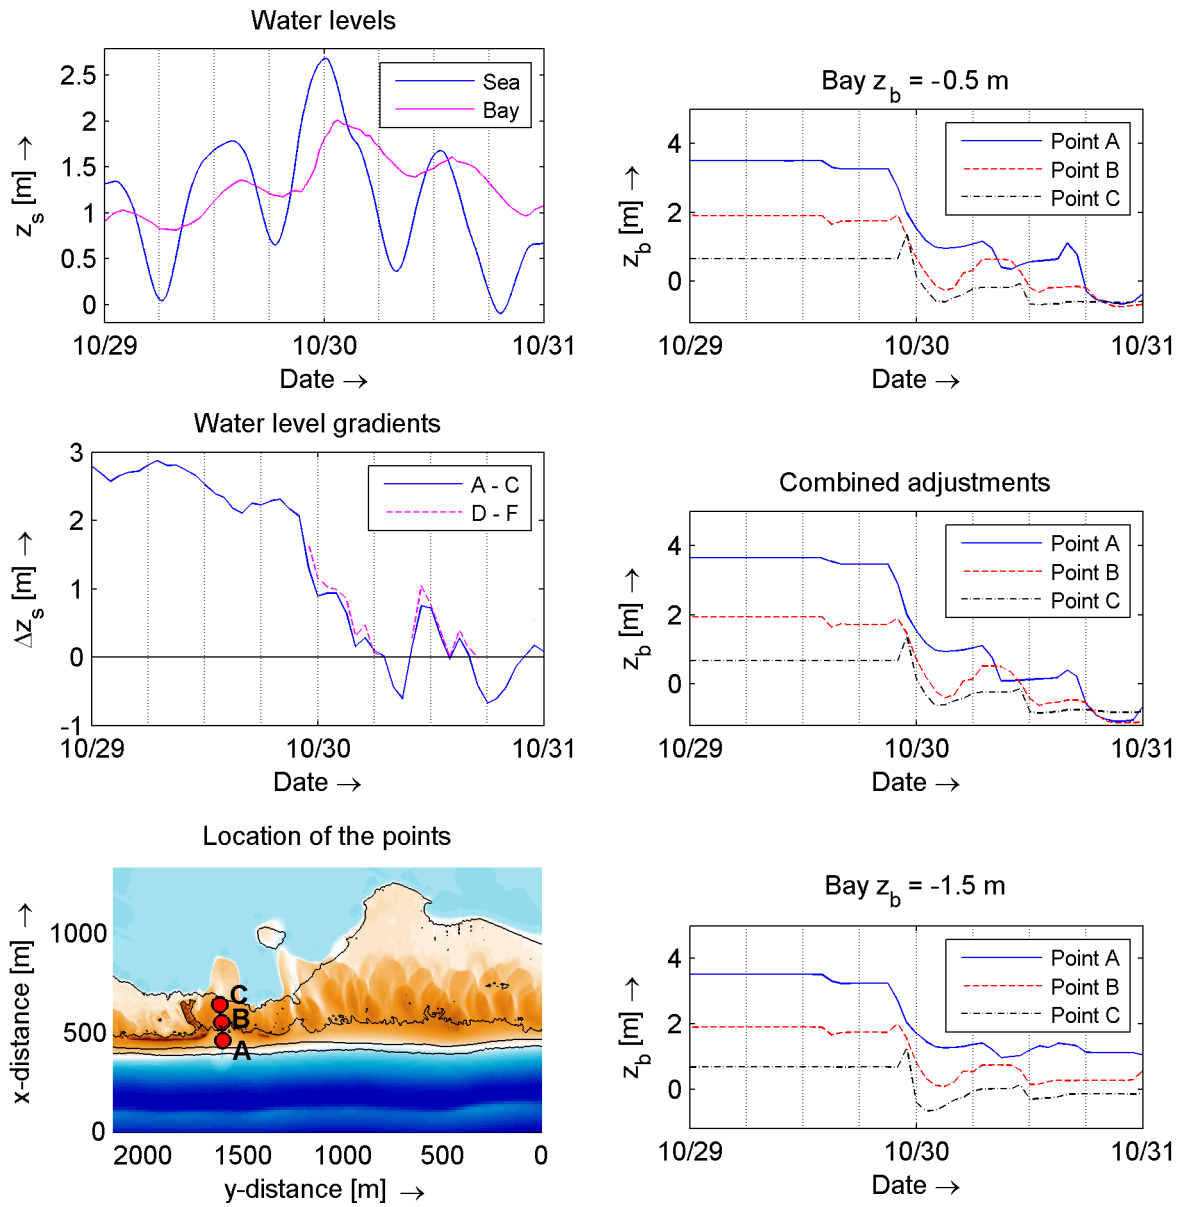 Water levels
z_s [m] →
2.5
2
1.5
1
0.5
0
Sea
Bay
10/29
10/30
10/31
Date →
Bay z_b = -0.5 m
z_b [m] →
4
2
0
Point A
Point B
Point C
10/29
10/30
10/31
Date →
Water level gradients
Δz_s [m] →
3
2
1
0
-1
A - C
D - F
10/29
10/30
10/31
Date →
Combined adjustments
z_b [m] →
4
2
0
Point A
Point B
Point C
10/29
10/30
10/31
Date →
Location of the points
x-distance [m] →
1000
500
0
C
B
A
2000
1500
1000
500
0
y-distance [m] →
Bay z_b = -1.5 m
z_b [m] →
4
2
0
Point A
Point B
Point C
10/29
10/30
10/31
Date →